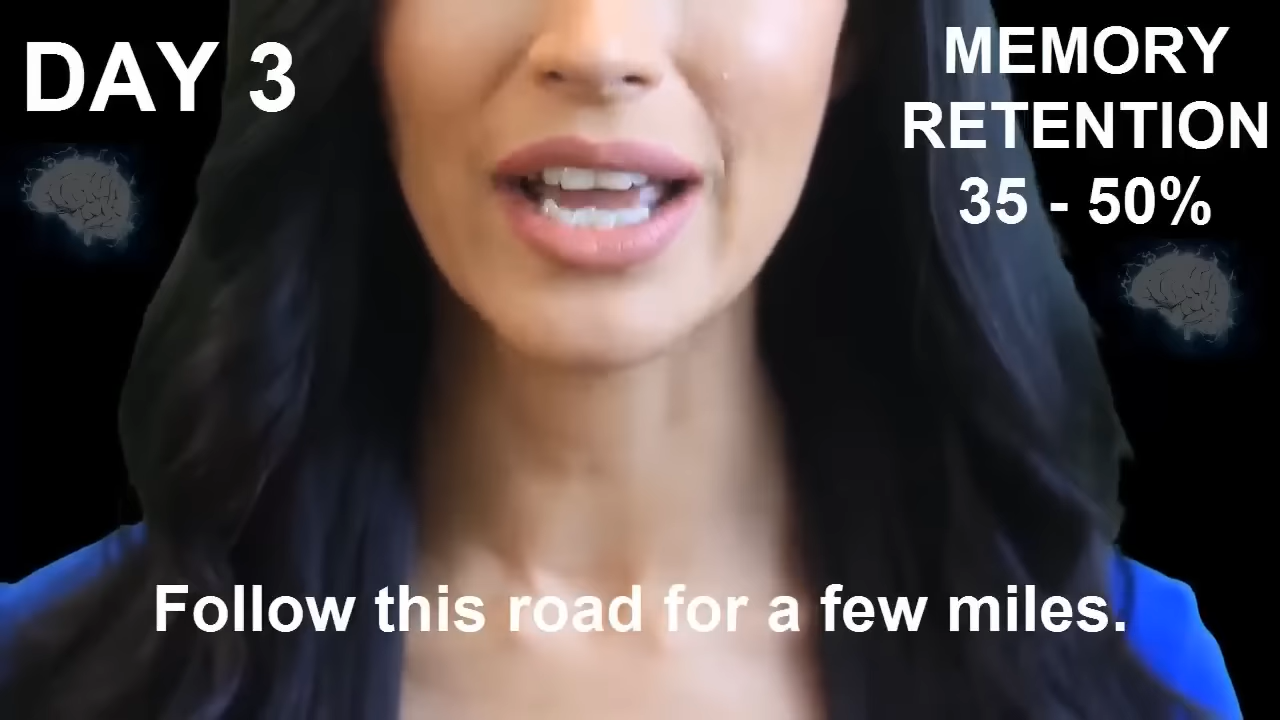 DAY 3
MEMORY
RETENTION
35 - 50%
Follow this road for a few miles.